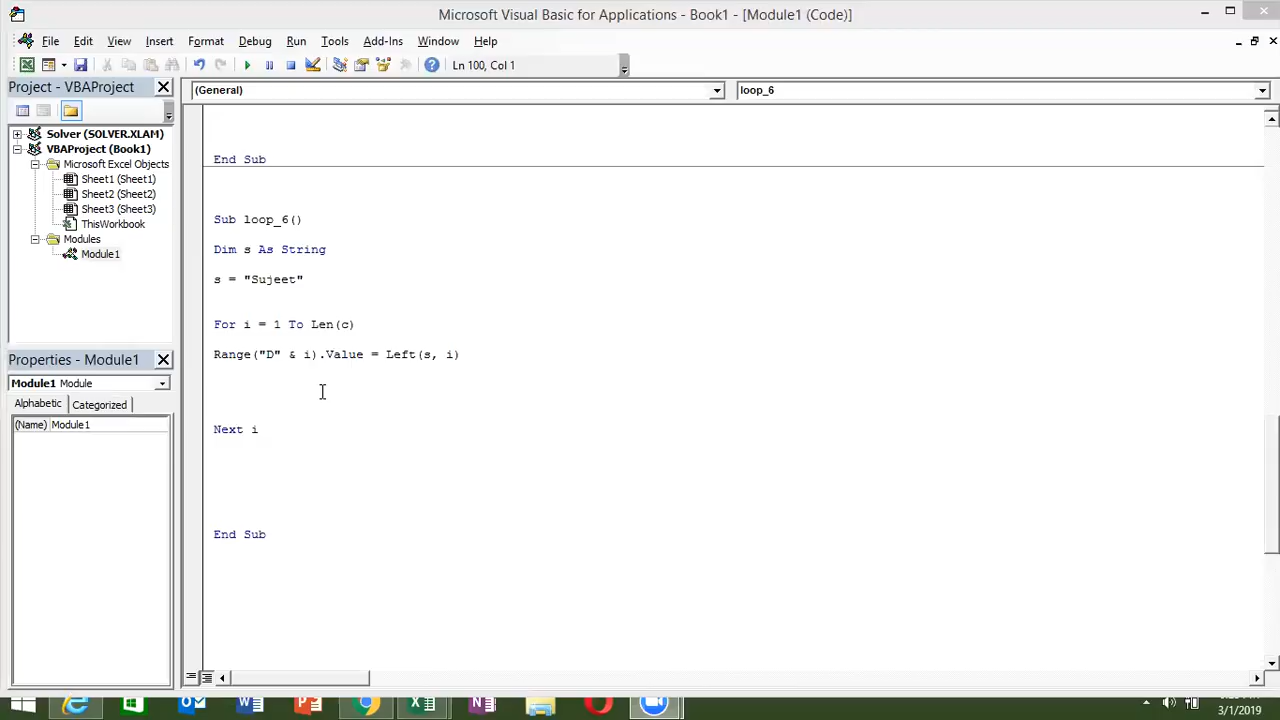 Microsoft Visual Basic for Applications - Book1 - [Module1 (Code)]
File Edit View Insert Format Debug Run Tools Add-Ins Window Help
Ln 100, Col 1
Project - VBAProject
(General)
loop_6
Solver (SOLVER.XLAM)
VBAProject (Book1)
Microsoft Excel Objects
Sheet1 (Sheet1)
Sheet2 (Sheet2)
Sheet3 (Sheet3)
ThisWorkbook
Modules
Module1
End Sub
Sub loop_6()
Dim s As String
s = "Sujeet"
For i = 1 To Len(c)
Range("D" & i).Value = Left(s, i)
Next i
End Sub
Properties - Module1
Module1 Module
Alphabetic Categorized
(Name) Module1
3/1/2019